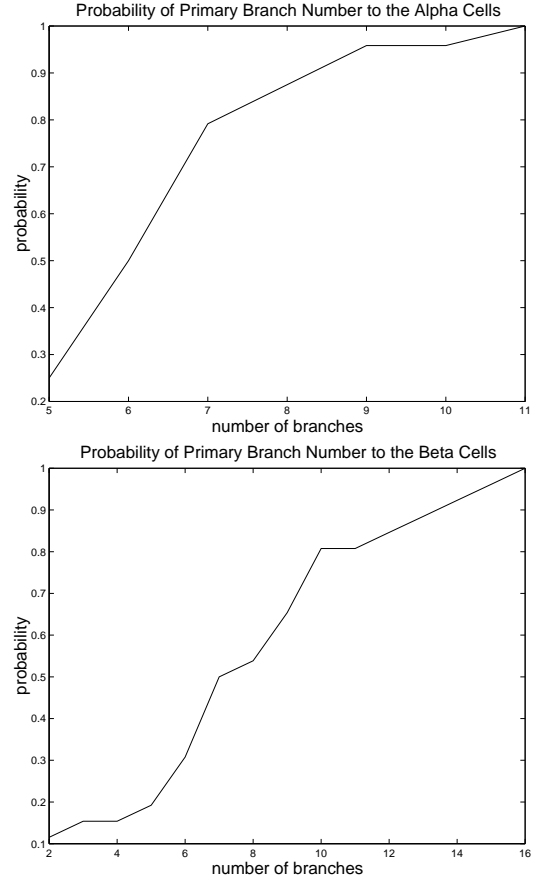 Probability of Primary Branch Number to the Alpha Cells
1
0.9
0.8
0.7
0.6
0.5
0.4
0.3
0.2
probability
5 6 7 8 9 10 11
number of branches
Probability of Primary Branch Number to the Beta Cells
1
0.9
0.8
0.7
0.6
0.5
0.4
0.3
0.2
0.1
probability
2 4 6 8 10 12 14 16
number of branches